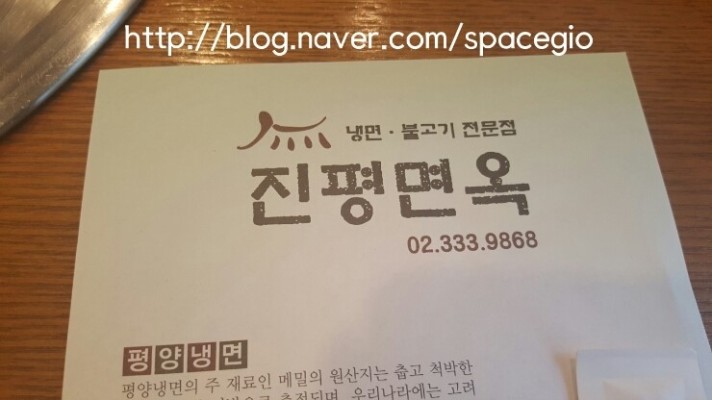 http://blog.naver.com/spacegio
냉면 · 불고기 전문점
진평면옥
02.333.9868
평양냉면
평양냉면의 주 재료인 메밀의 원산지는 춥고 척박한
추정되며, 우리나라에는 고려